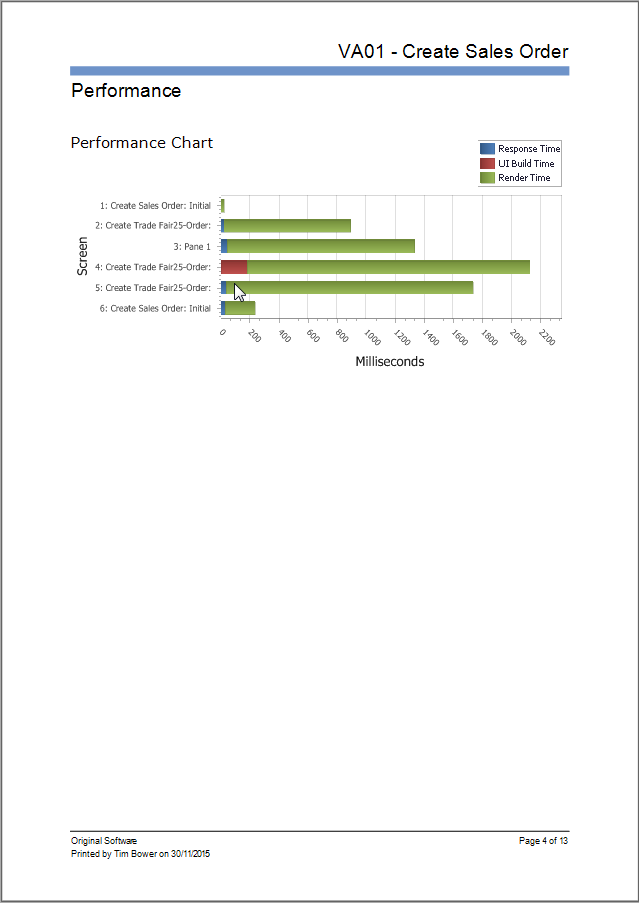 VA01 - Create Sales Order
Performance
Performance Chart
Response Time
UI Build Time
Render Time
Screen
1: Create Sales Order: Initial
2: Create Trade Fair25-Order:
3: Pane 1
4: Create Trade Fair25-Order:
5: Create Trade Fair25-Order:
6: Create Sales Order: Initial
0 200 400 600 800 1000 1200 1400 1600 1800 2000 2200
Milliseconds
Original Software Page 4 of 13
Printed by Tim Bower on 30/11/2015